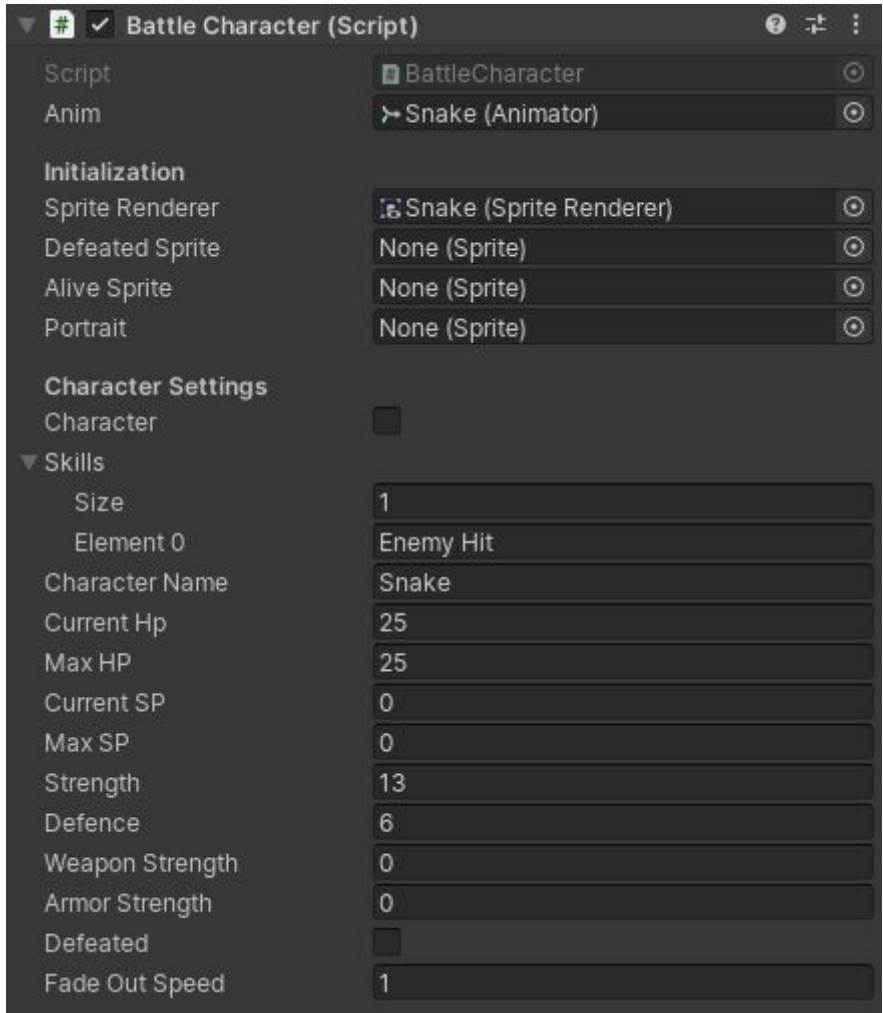 Battle Character (Script)
Script BattleCharacter
Anim Snake (Animator)
Initialization
Sprite Renderer Snake (Sprite Renderer)
Defeated Sprite None (Sprite)
Alive Sprite None (Sprite)
Portrait None (Sprite)
Character Settings
Character
Skills
Size 1
Element 0 Enemy Hit
Character Name Snake
Current Hp 25
Max HP 25
Current SP 0
Max SP 0
Strength 13
Defence 6
Weapon Strength 0
Armor Strength 0
Defeated
Fade Out Speed 1